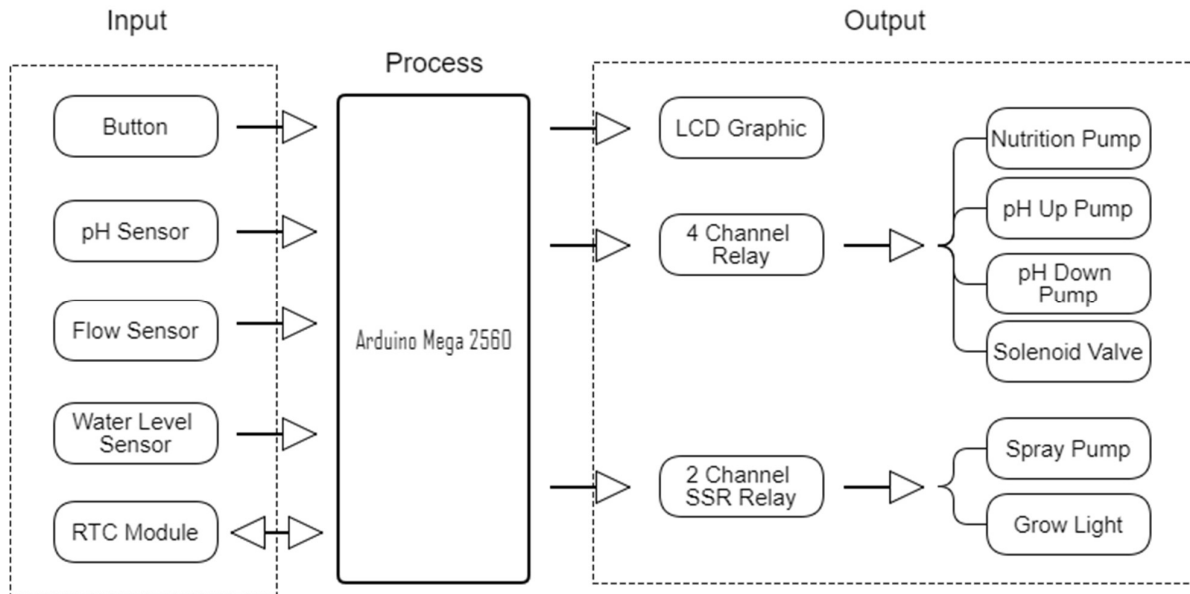 Input
Process
Output
Button
pH Sensor
Flow Sensor
Water Level
Sensor
RTC Module
Arduino Mega 2560
LCD Graphic
4 Channel
Relay
2 Channel
SSR Relay
Nutrition Pump
pH Up Pump
pH Down
Pump
Solenoid Valve
Spray Pump
Grow Light